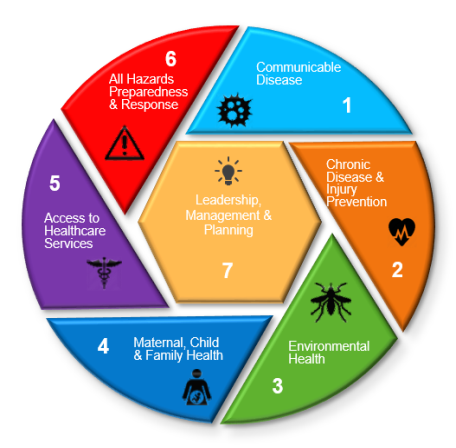 Communicable
Disease
1
Chronic
Disease &
Injury
Prevention
2
Environmental
Health
3
4
Maternal, Child
& Family Health
5
Access to
Healthcare
Services
6
All Hazards
Preparedness
& Response
Leadership,
Management &
Planning
7